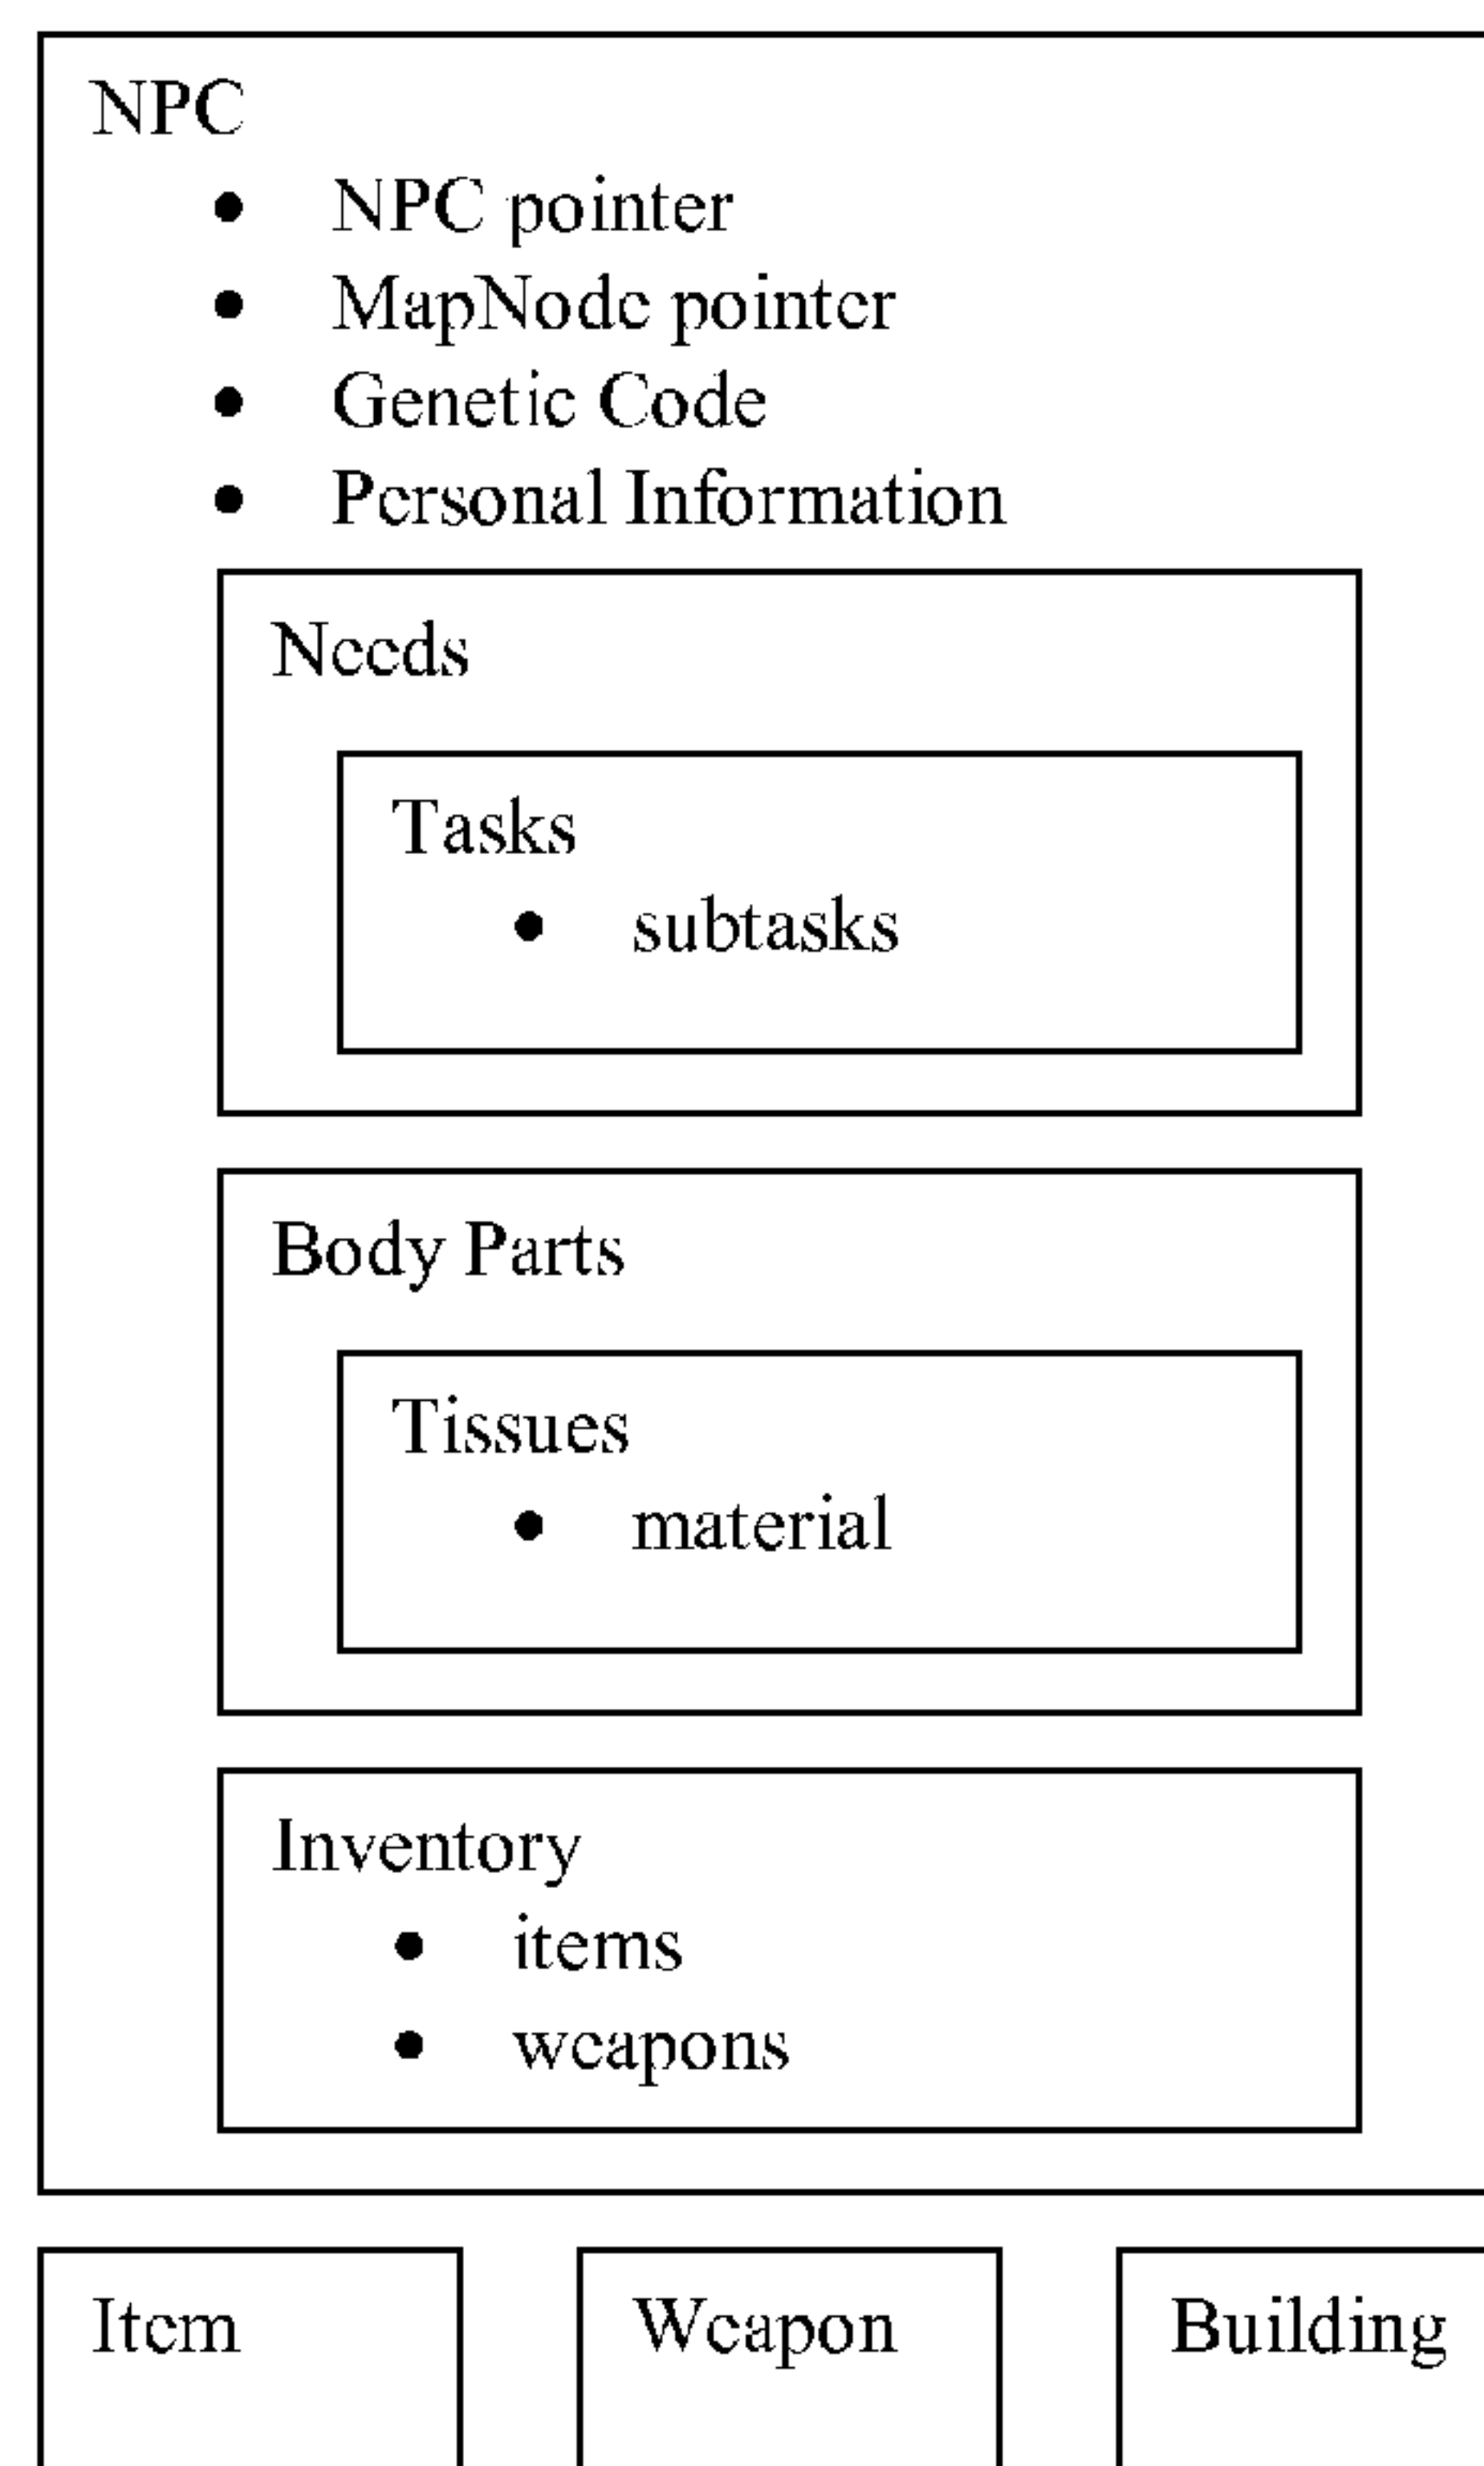 NPC
NPC pointer
MapNode pointer
Genetic Code
Personal Information
Needs
Tasks
subtasks
Body Parts
Tissues
material
Inventory
items
weapons
Item
Weapon
Building